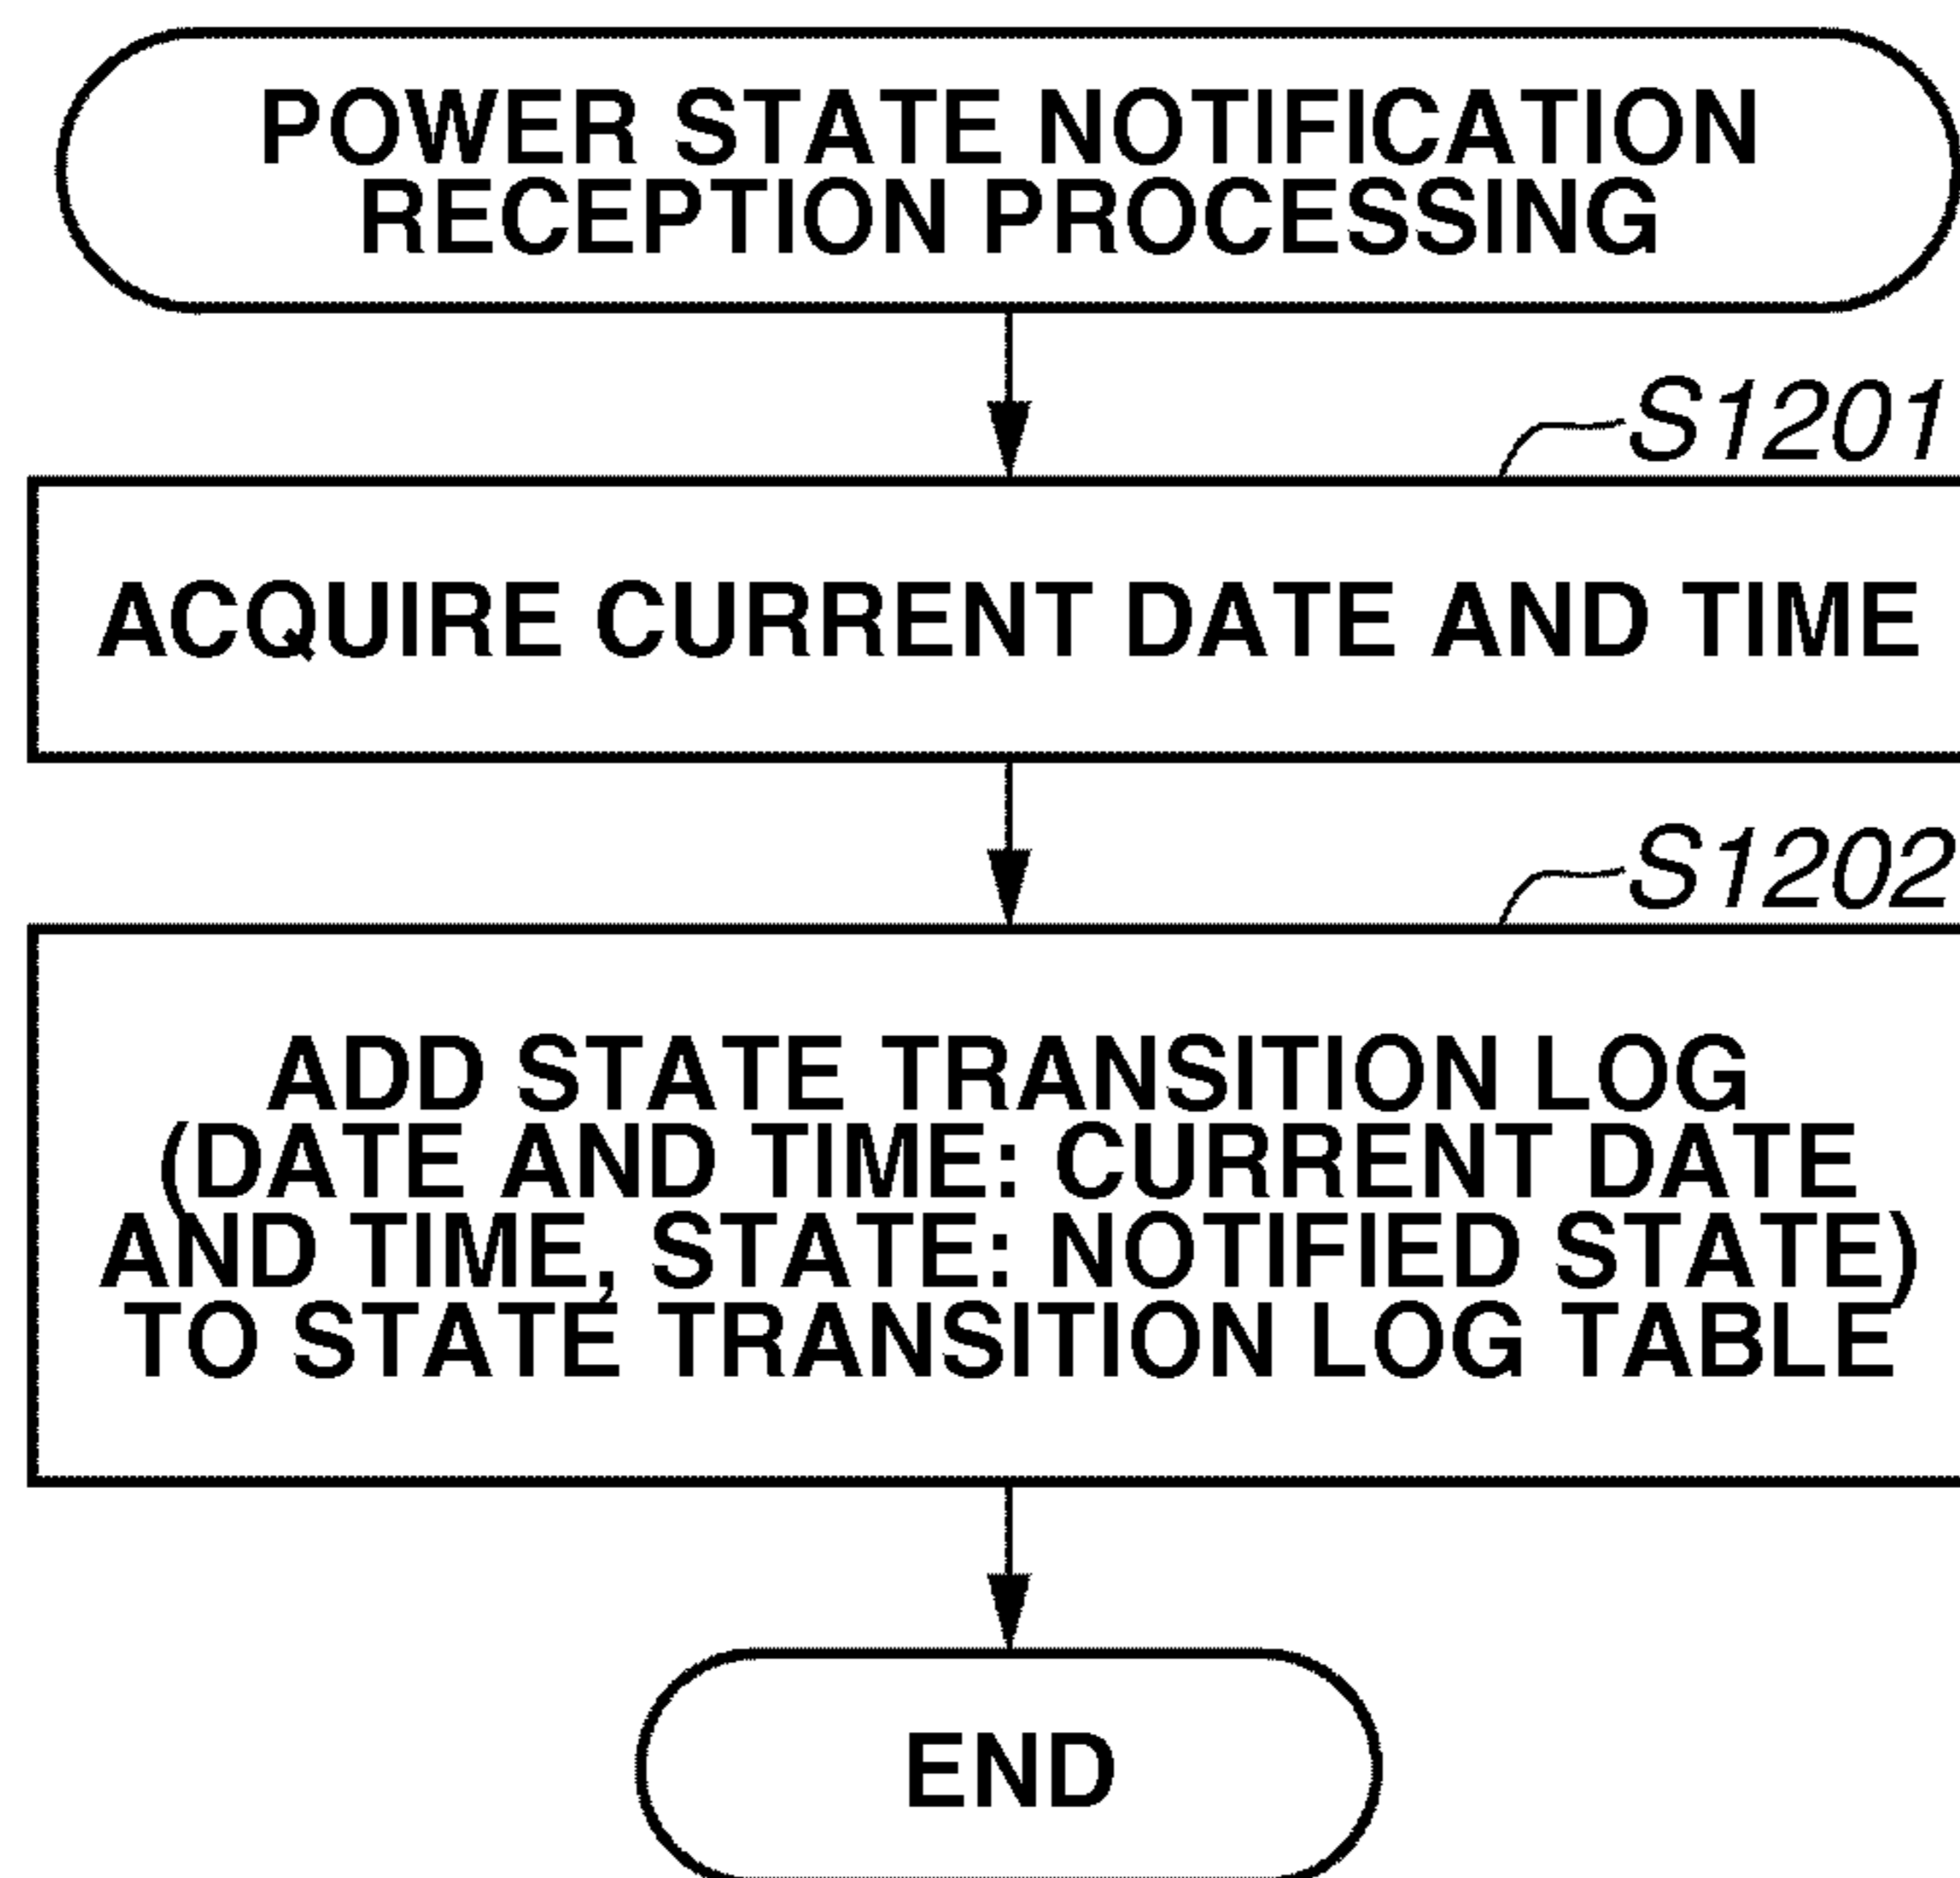 POWER STATE NOTIFICATION
RECEPTION PROCESSING
S1201
ACQUIRE CURRENT DATE AND TIME
S1202
ADD STATE TRANSITION LOG
(DATE AND TIME: CURRENT DATE
AND TIME, STATE: NOTIFIED STATE)
TO STATE TRANSITION LOG TABLE
END